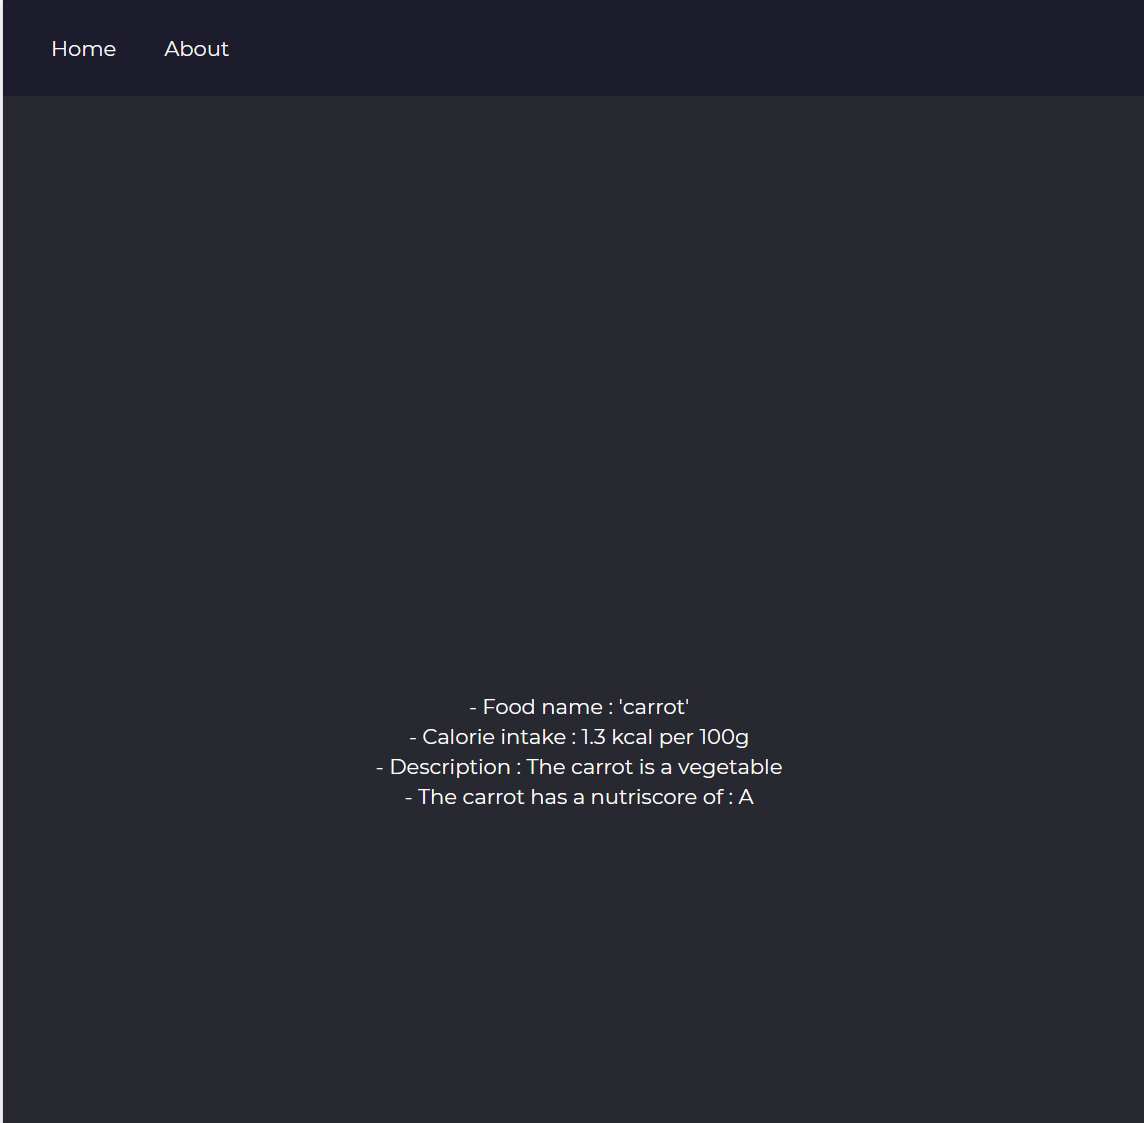 Home About
- Food name : 'carrot'
- Calorie intake : 1.3 kcal per 100g
- Description : The carrot is a vegetable
- The carrot has a nutriscore of : A